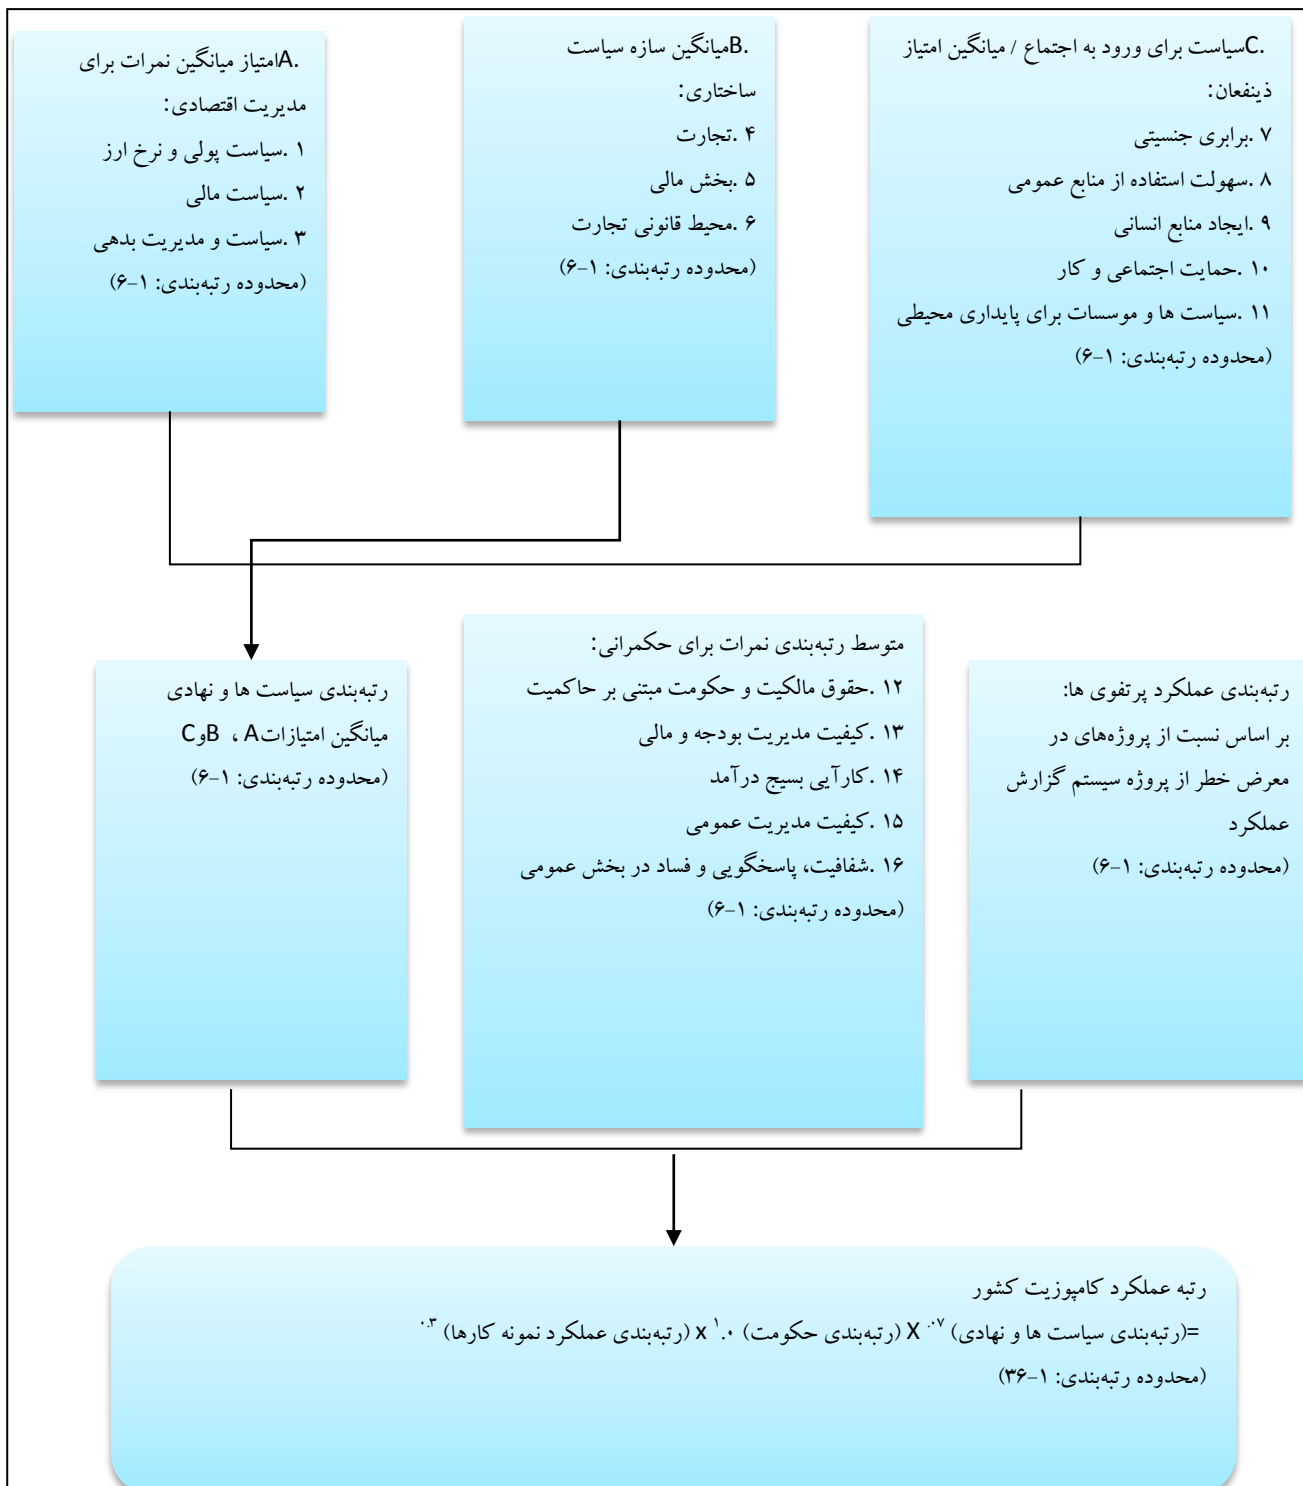 .Cسیاست برای ورود به اجتماع / میانگین امتیاز
ذینفعان:
۷ .برابری جنسیتی
۸ .سهولت استفاده از منابع عمومی
۹ .ایجاد منابع انسانی
۱۰ .حمایت اجتماعی و کار
۱۱ .سیاست ها و موسسات برای پایداری محیطی
(محدوده رتبه‌بندی: ۱-۶)
.Bمیانگین سازه سیاست
ساختاری:
۴ .تجارت
۵ .بخش مالی
۶ .محیط قانونی تجارت
(محدوده رتبه‌بندی: ۱-۶)
.Aامتیاز میانگین نمرات برای
مدیریت اقتصادی:
۱ .سیاست پولی و نرخ ارز
۲ .سیاست مالی
۳ .سیاست و مدیریت بدهی
(محدوده رتبه‌بندی: ۱-۶)
رتبه‌بندی عملکرد پرتفوی ها:
بر اساس نسبت از پروژه‌های در
معرض خطر از پروژه سیستم گزارش
عملکرد
(محدوده رتبه‌بندی: ۱-۶)
متوسط رتبه‌بندی نمرات برای حکمرانی:
۱۲ .حقوق مالکیت و حکومت مبتنی بر حاکمیت
۱۳ .کیفیت مدیریت بودجه و مالی
۱۴ .کارآیی بسیج درآمد
۱۵ .کیفیت مدیریت عمومی
۱۶ .شفافیت، پاسخگویی و فساد در بخش عمومی
(محدوده رتبه‌بندی: ۱-۶)
رتبه‌بندی سیاست ها و نهادی
میانگین امتیازات A ، B وC
(محدوده رتبه‌بندی: ۱-۶)
رتبه عملکرد کامپوزیت کشور
=(رتبه‌بندی سیاست ها و نهادی) ۰.۷ X (رتبه‌بندی حکومت) ۱.۰ x (رتبه‌بندی عملکرد نمونه کارها) ۰.۳
(محدوده رتبه‌بندی: ۱-۳۶)